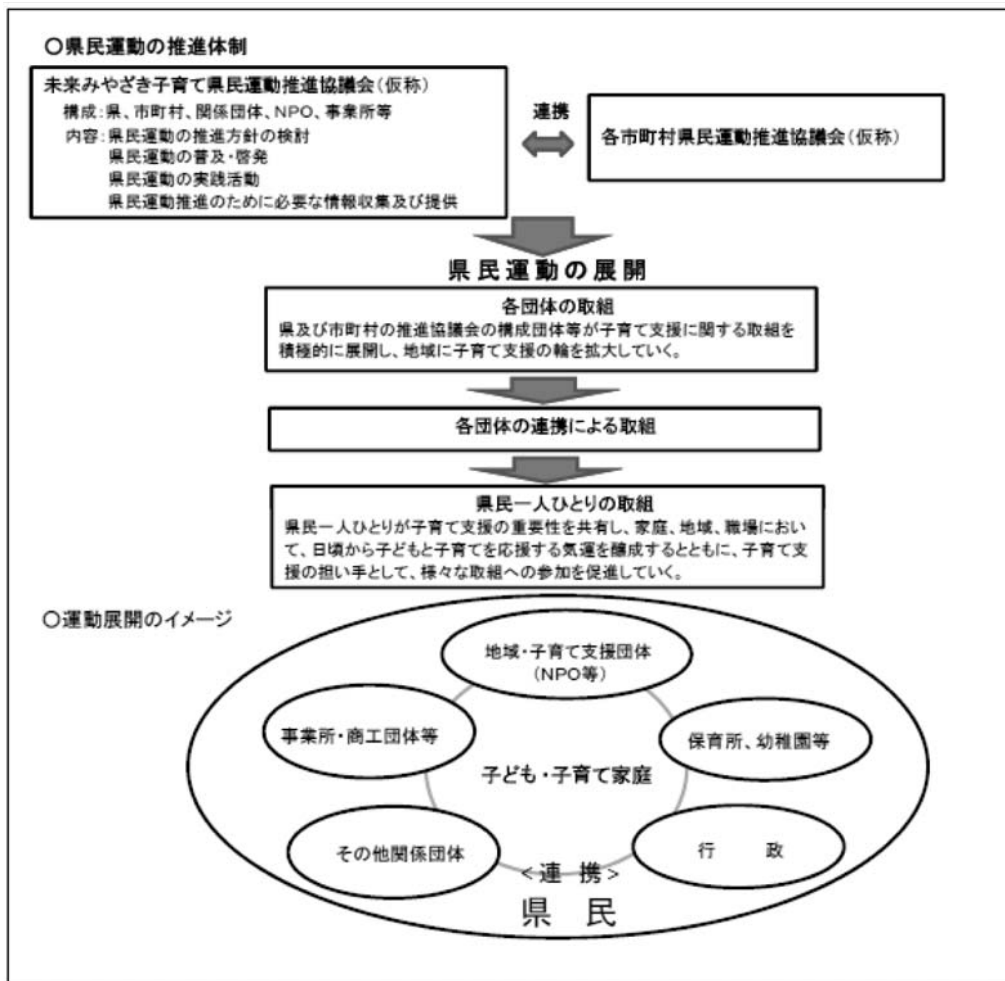 〇県民運動の推進体制
未来みやざき子育て県民運動推進協議会(仮称)
構成:県、市町村、関係団体、NPO、事業所等
内容:県民運動の推進方針の検討
県民運動の普及・啓発
県民運動の実践活動
県民運動推進のために必要な情報収集及び提供
連携
各市町村県民運動推進協議会(仮称)
県民運動の展開
各団体の取組
県及び市町村の推進協議会の構成団体等が子育て支援に関する取組を
積極的に展開し、地域に子育て支援の輪を拡大していく。
各団体の連携による取組
県民一人ひとりの取組
県民一人ひとりが子育て支援の重要性を共有し、家庭、地域、職場におい
て、日頃から子どもと子育てを応援する気運を醸成するとともに、子育て支
援の担い手として、様々な取組への参加を促進していく。
〇運動展開のイメージ
地域・子育て支援団体
(NPO等)
事業所・商工団体等
保育所、幼稚園等
子ども・子育て家庭
その他関係団体
行 政
<連 携>
県 民